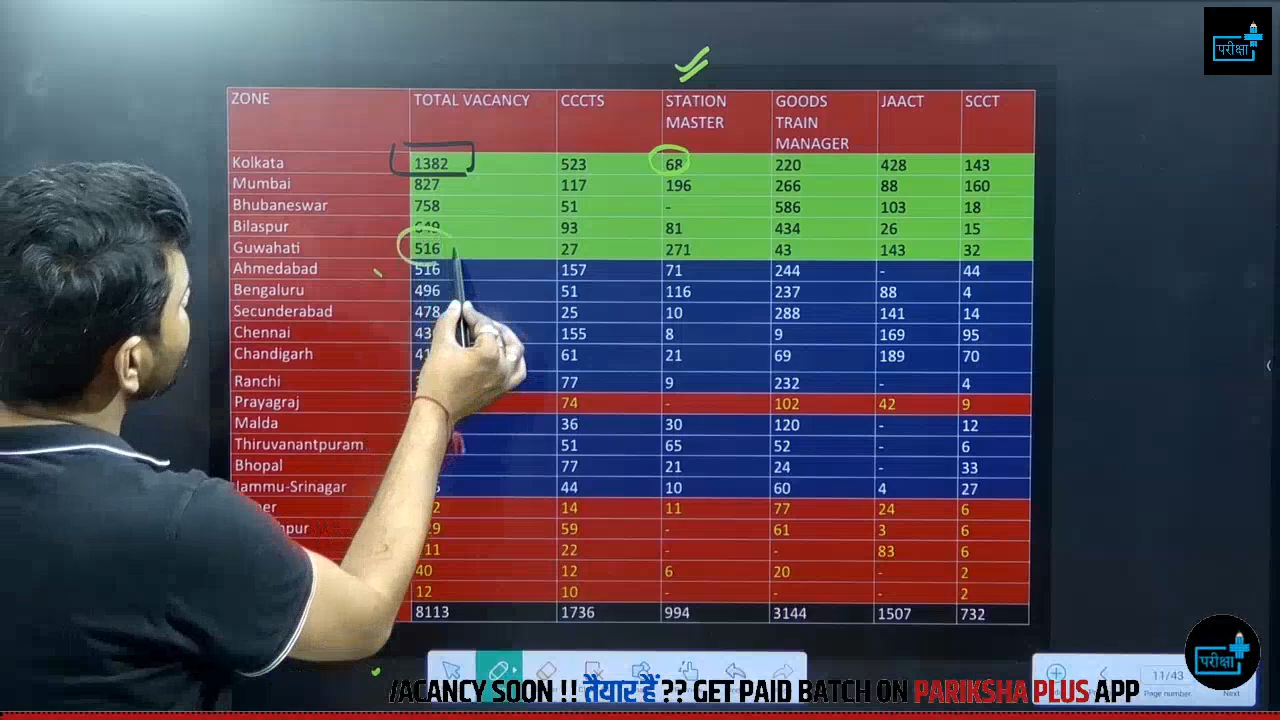 परीक्षा
ZONE TOTAL VACANCY CCCTS STATION MASTER GOODS TRAIN MANAGER JAACT SCCT
Kolkata 1382 523 68 220 428 143
Mumbai 827 117 196 266 88 160
Bhubaneswar 758 51 - 586 103 18
Bilaspur 649 93 81 434 26 15
Guwahati 516 27 271 43 143 32
Ahmedabad 516 157 71 244 - 44
Bengaluru 496 51 116 237 88 4
Secunderabad 478 25 10 288 141 14
Chennai 155 8 9 169 95
Chandigarh 61 21 69 189 70
Ranchi 77 9 232 - 4
Prayagraj 74 - 102 42 9
Malda 36 30 120 - 12
Thiruvanantpuram 51 65 52 - 6
Bhopal 77 21 24 - 33
Jammu-Srinagar 44 10 60 4 27
14 11 77 24 6
59 - 61 3 6
22 - - 83 6
40 12 6 20 - 2
12 10 - - - 2
8113 1736 994 3144 1507 732
परीक्षा
11/43
Page number. Next
VACANCY SOON !! तैयार हैं ?? GET PAID BATCH ON PARIKSHA PLUS APP